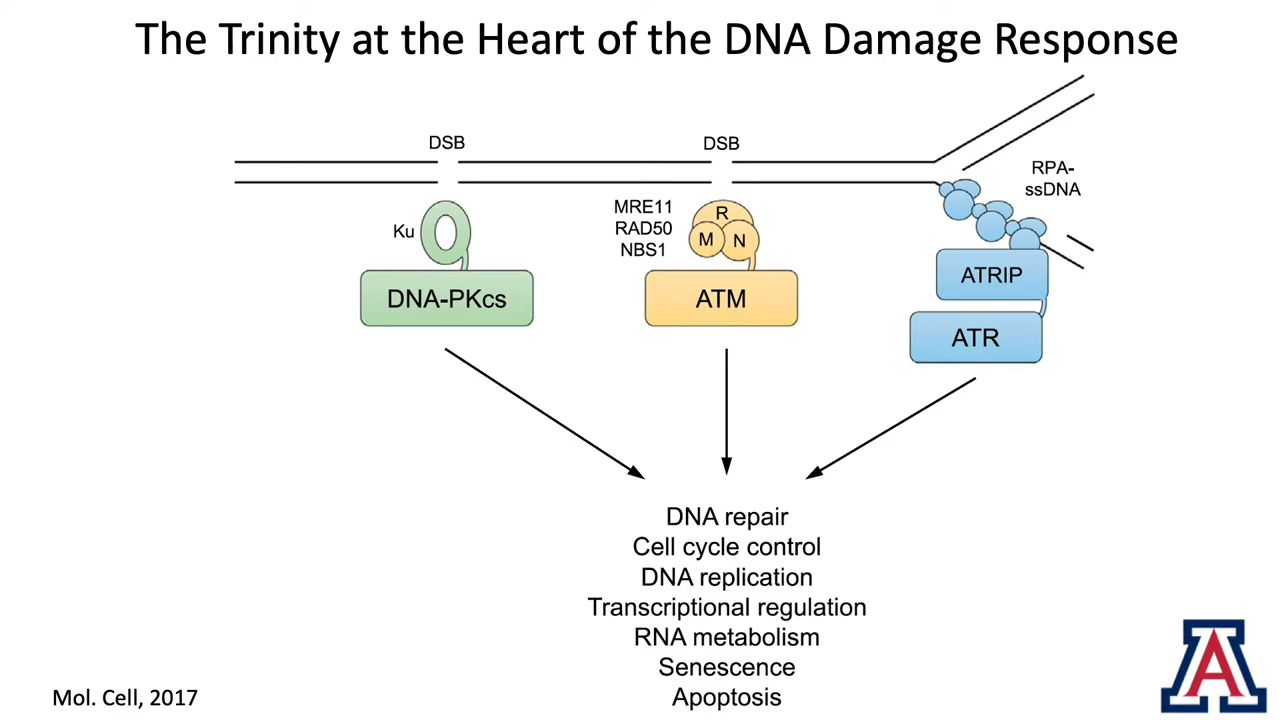 The Trinity at the Heart of the DNA Damage Response
DSB
DSB
RPA-
ssDNA
Ku
MRE11
RAD50
NBS1
R
M
N
DNA-PKcs
ATM
ATRIP
ATR
DNA repair
Cell cycle control
DNA replication
Transcriptional regulation
RNA metabolism
Senescence
Apoptosis
Mol. Cell, 2017
A